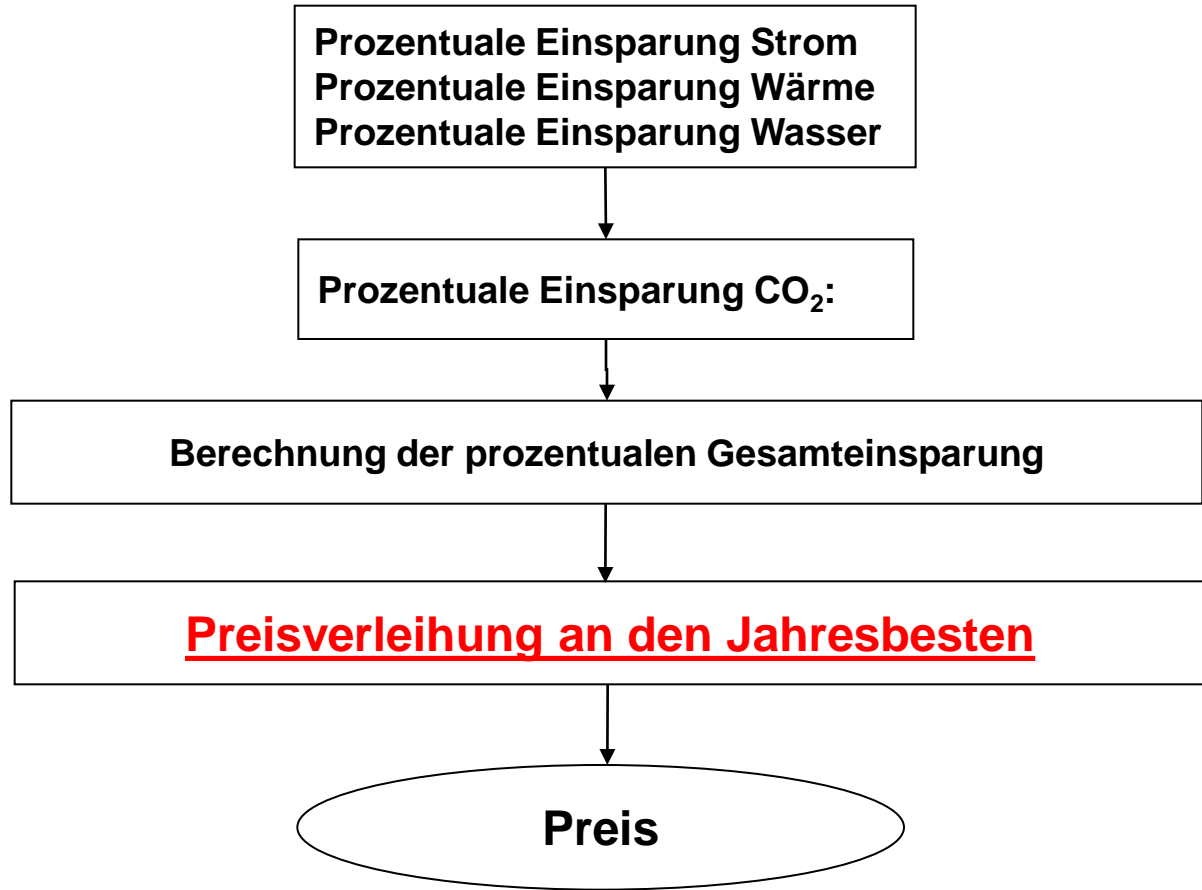 Prozentuale Einsparung Strom
Prozentuale Einsparung Wärme
Prozentuale Einsparung Wasser
Prozentuale Einsparung CO₂:
Berechnung der prozentualen Gesamteinsparung
Preisverleihung an den Jahresbesten
Preis